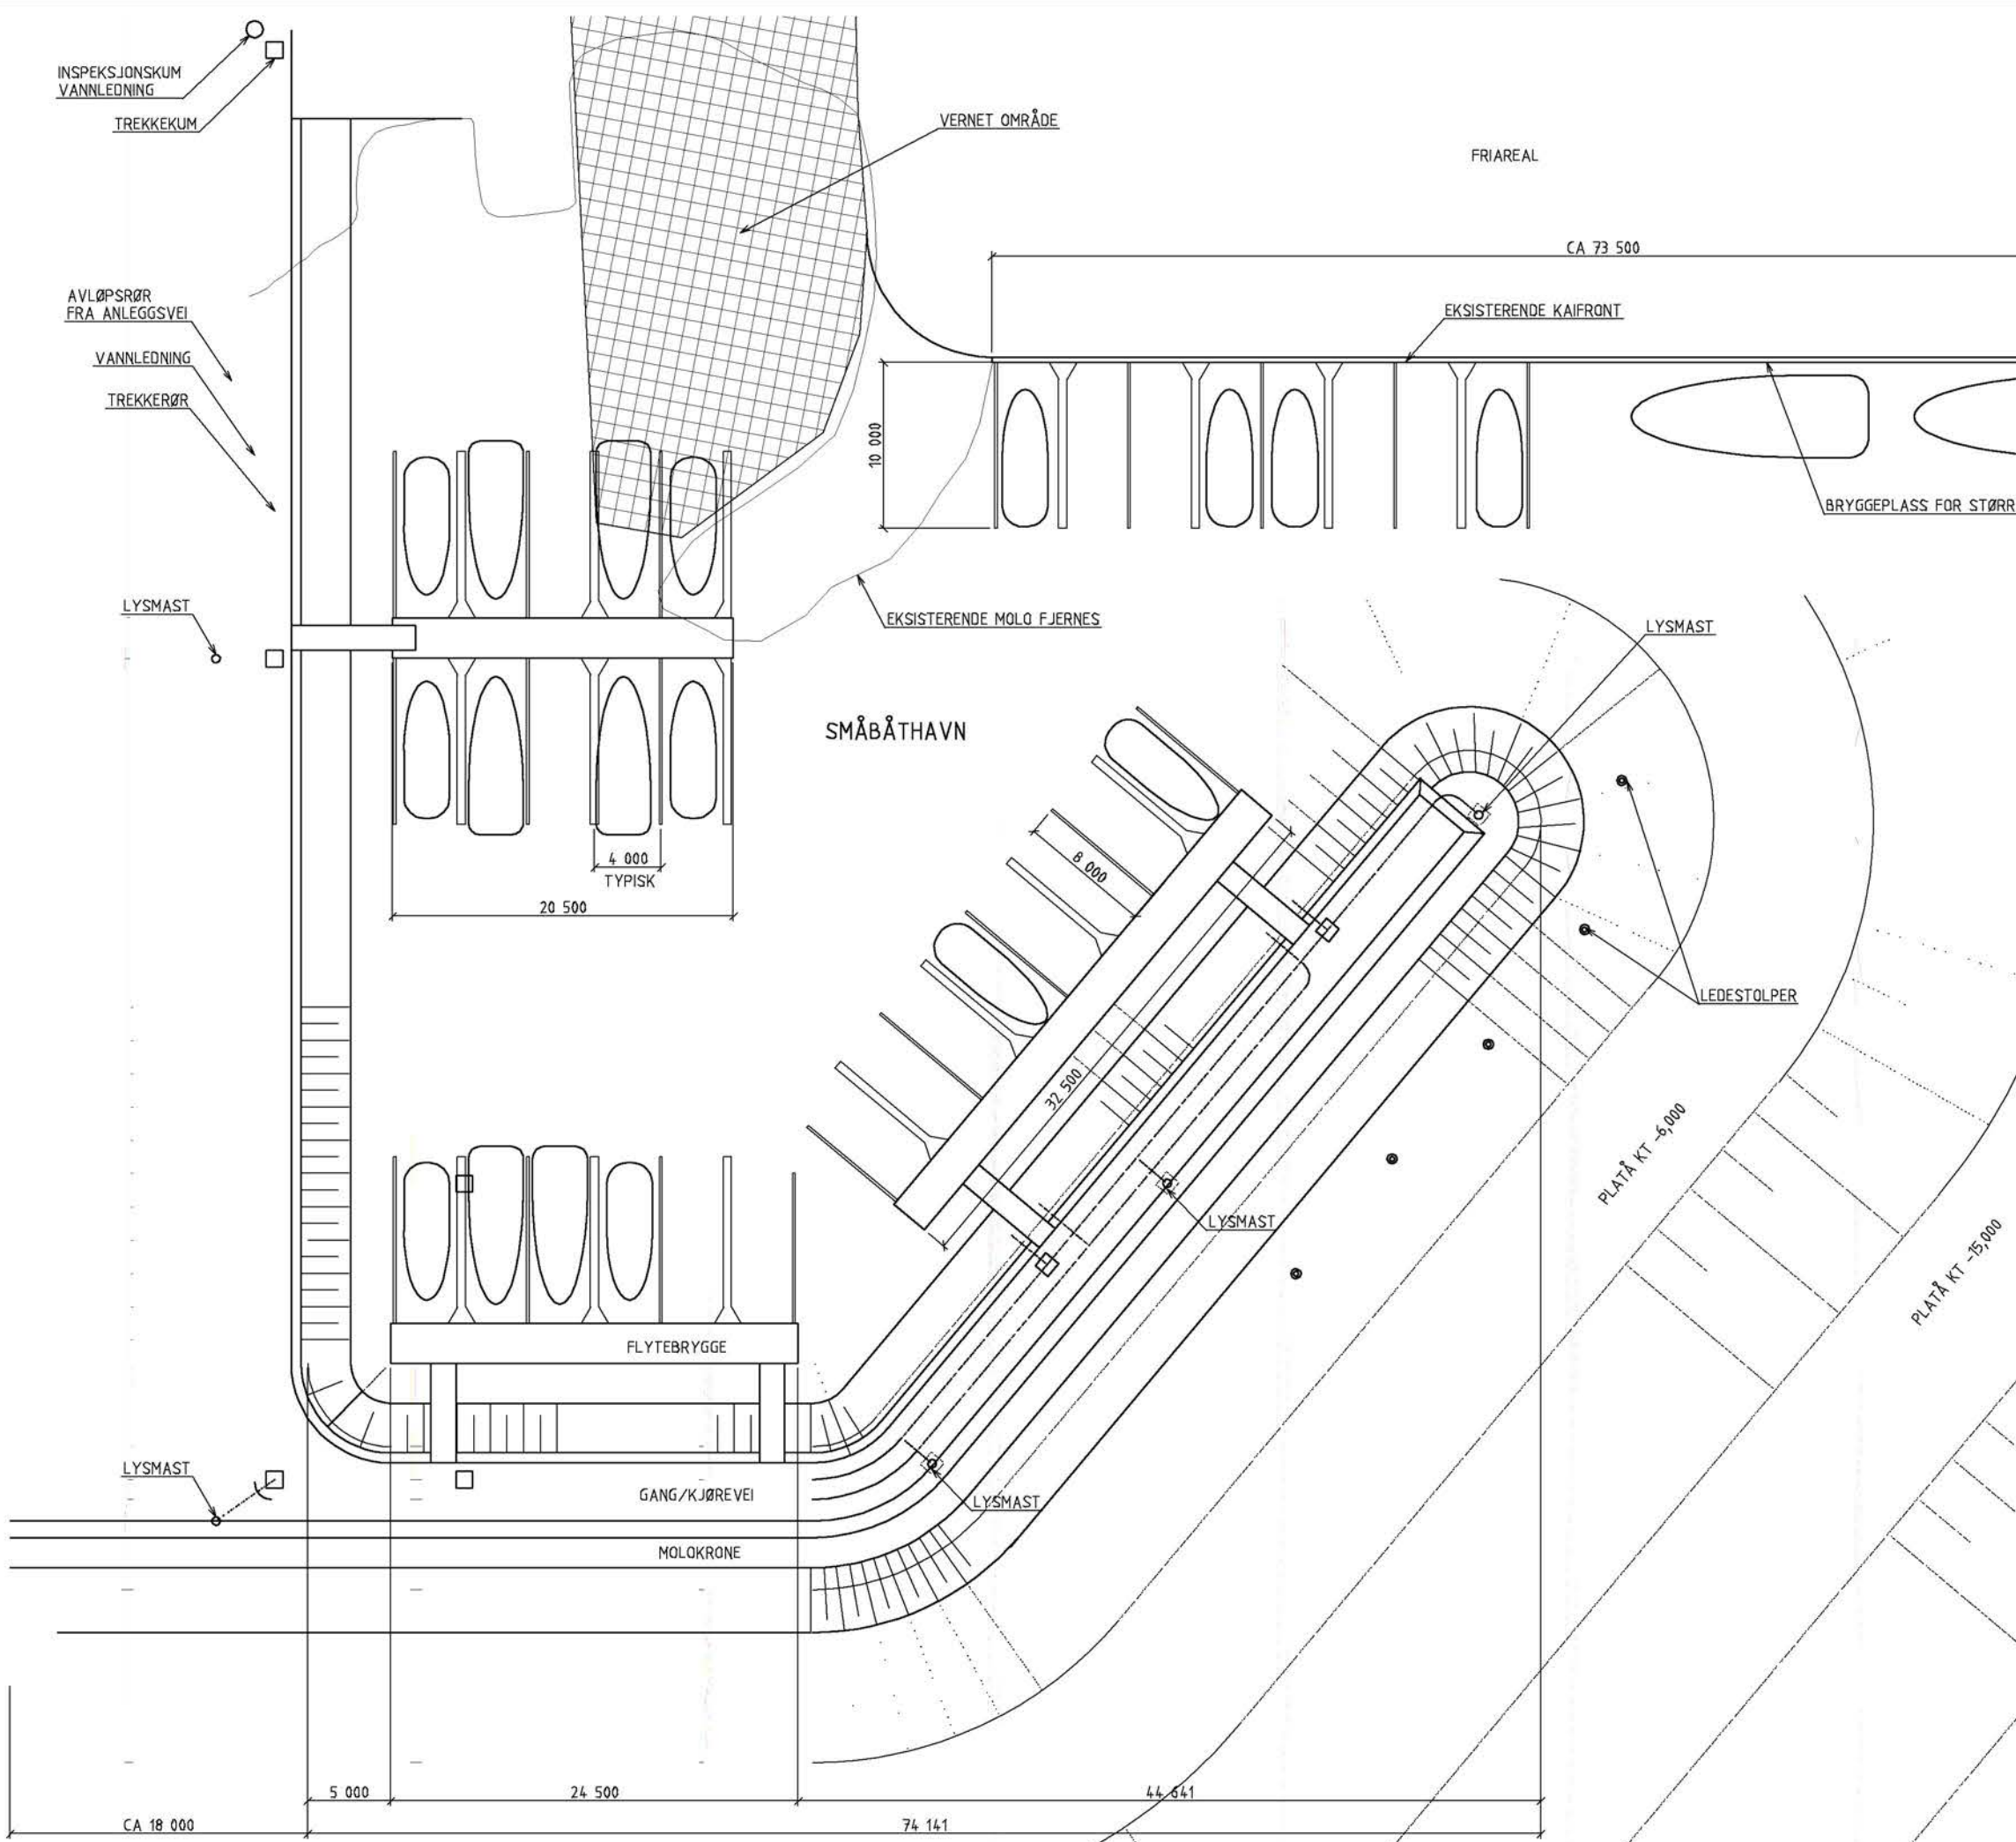 INSPEKSJONSKUM
VANNLEDNING
TREKKEKUM
VERNET OMRÅDE
FRIAREAL
CA 73 500
AVLØPSRØR
FRA ANLEGGSVEI
EKSISTERENDE KAIFRONT
VANNLEDNING
TREKKERØR
10 000
BRYGGEPLASS FOR STØRR
LYSMAST
EKSISTERENDE MOLO FJERNES
LYSMAST
SMÅBÅTHAVN
4 000
TYPISK
8 000
20 500
LEDESTOLPER
32 500
PLATÅ KT -6,000
LYSMAST
PLATÅ KT -15,000
FLYTEBRYGGE
LYSMAST
GANG/KJØREVEI
LYSMAST
MOLOKRONE
5 000
24 500
44 641
CA 18 000
74 141